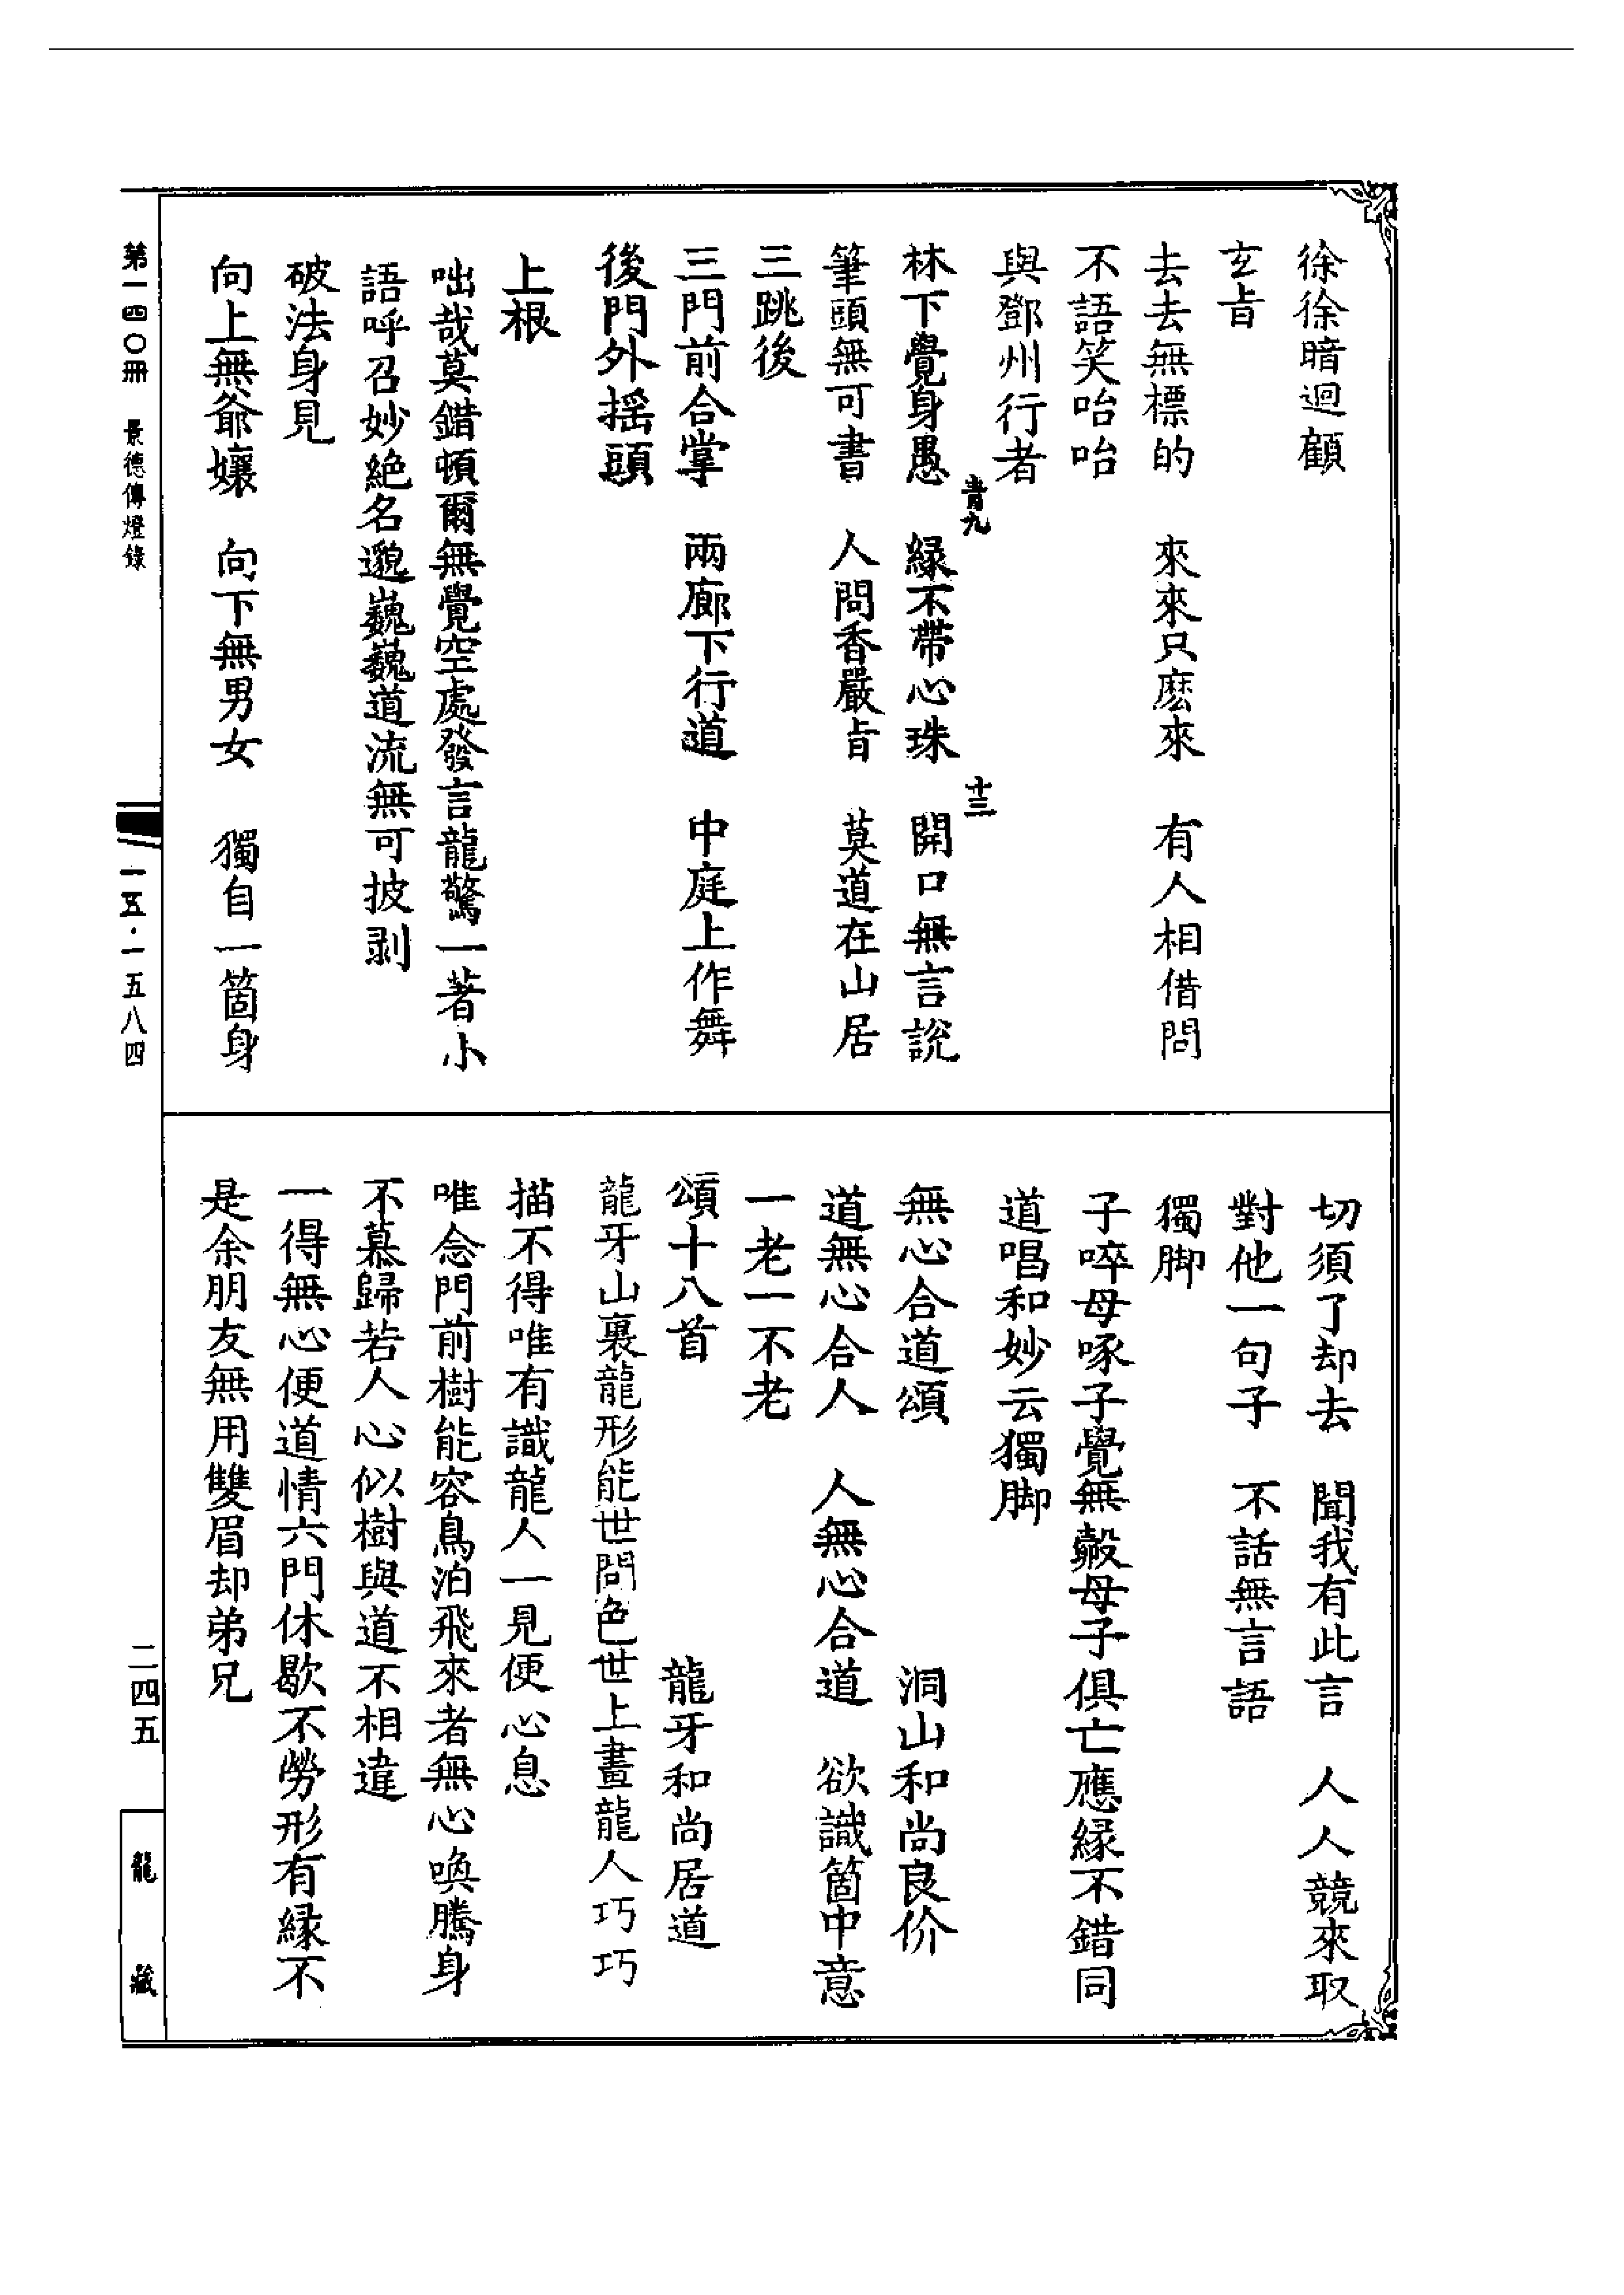 徐徐暗迴顧
玄旨
去去無標的　來來只麽來　有人相借問
不語笑咍咍
與鄧州行者
林下覺身愚　緣不帶心珠　開口無言說
筆頭無可書　人問香嚴旨　莫道在山居
三跳後
三門前合掌　兩廊下行道　中庭上作舞
後門外搖頭
上根
咄哉莫錯頓爾無覺空處發言龍驚一著小
語呼召妙絕名邈巍巍道流無可披剥
破法身見
向上無爺孃　向下無男女　獨自一箇身
青九
十三
切須了却去　聞我有此言　人人競來取
對他一句子　不話無言語
獨脚
子啐母啄子覺無㲉母子俱亡應緣不錯同
道唱和妙云獨脚
無心合道頌　洞山和尚良价
道無心合人　人無心合道　欲識箇中意
一老一不老
頌十八首　龍牙和尚居遁
龍牙山裏龍形能世間色世上畫龍人巧巧
描不得唯有識龍人一見便心息
唯念門前樹能容鳥泊飛來者無心喚騰身
不慕歸若人心似樹與道不相違
一得無心便道情六門休歇不勞形有緣不
是余朋友無用雙眉却弟兄
第一四〇冊　景德傳燈錄
一五·一五八四
二四五
龍藏